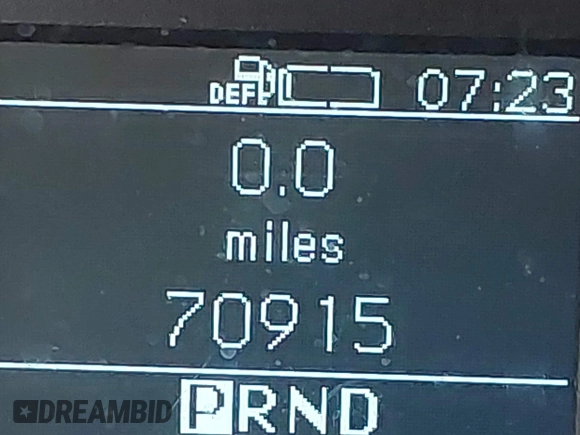 DEF 07:23
0.0
miles
70915
PRND
DREAMBID